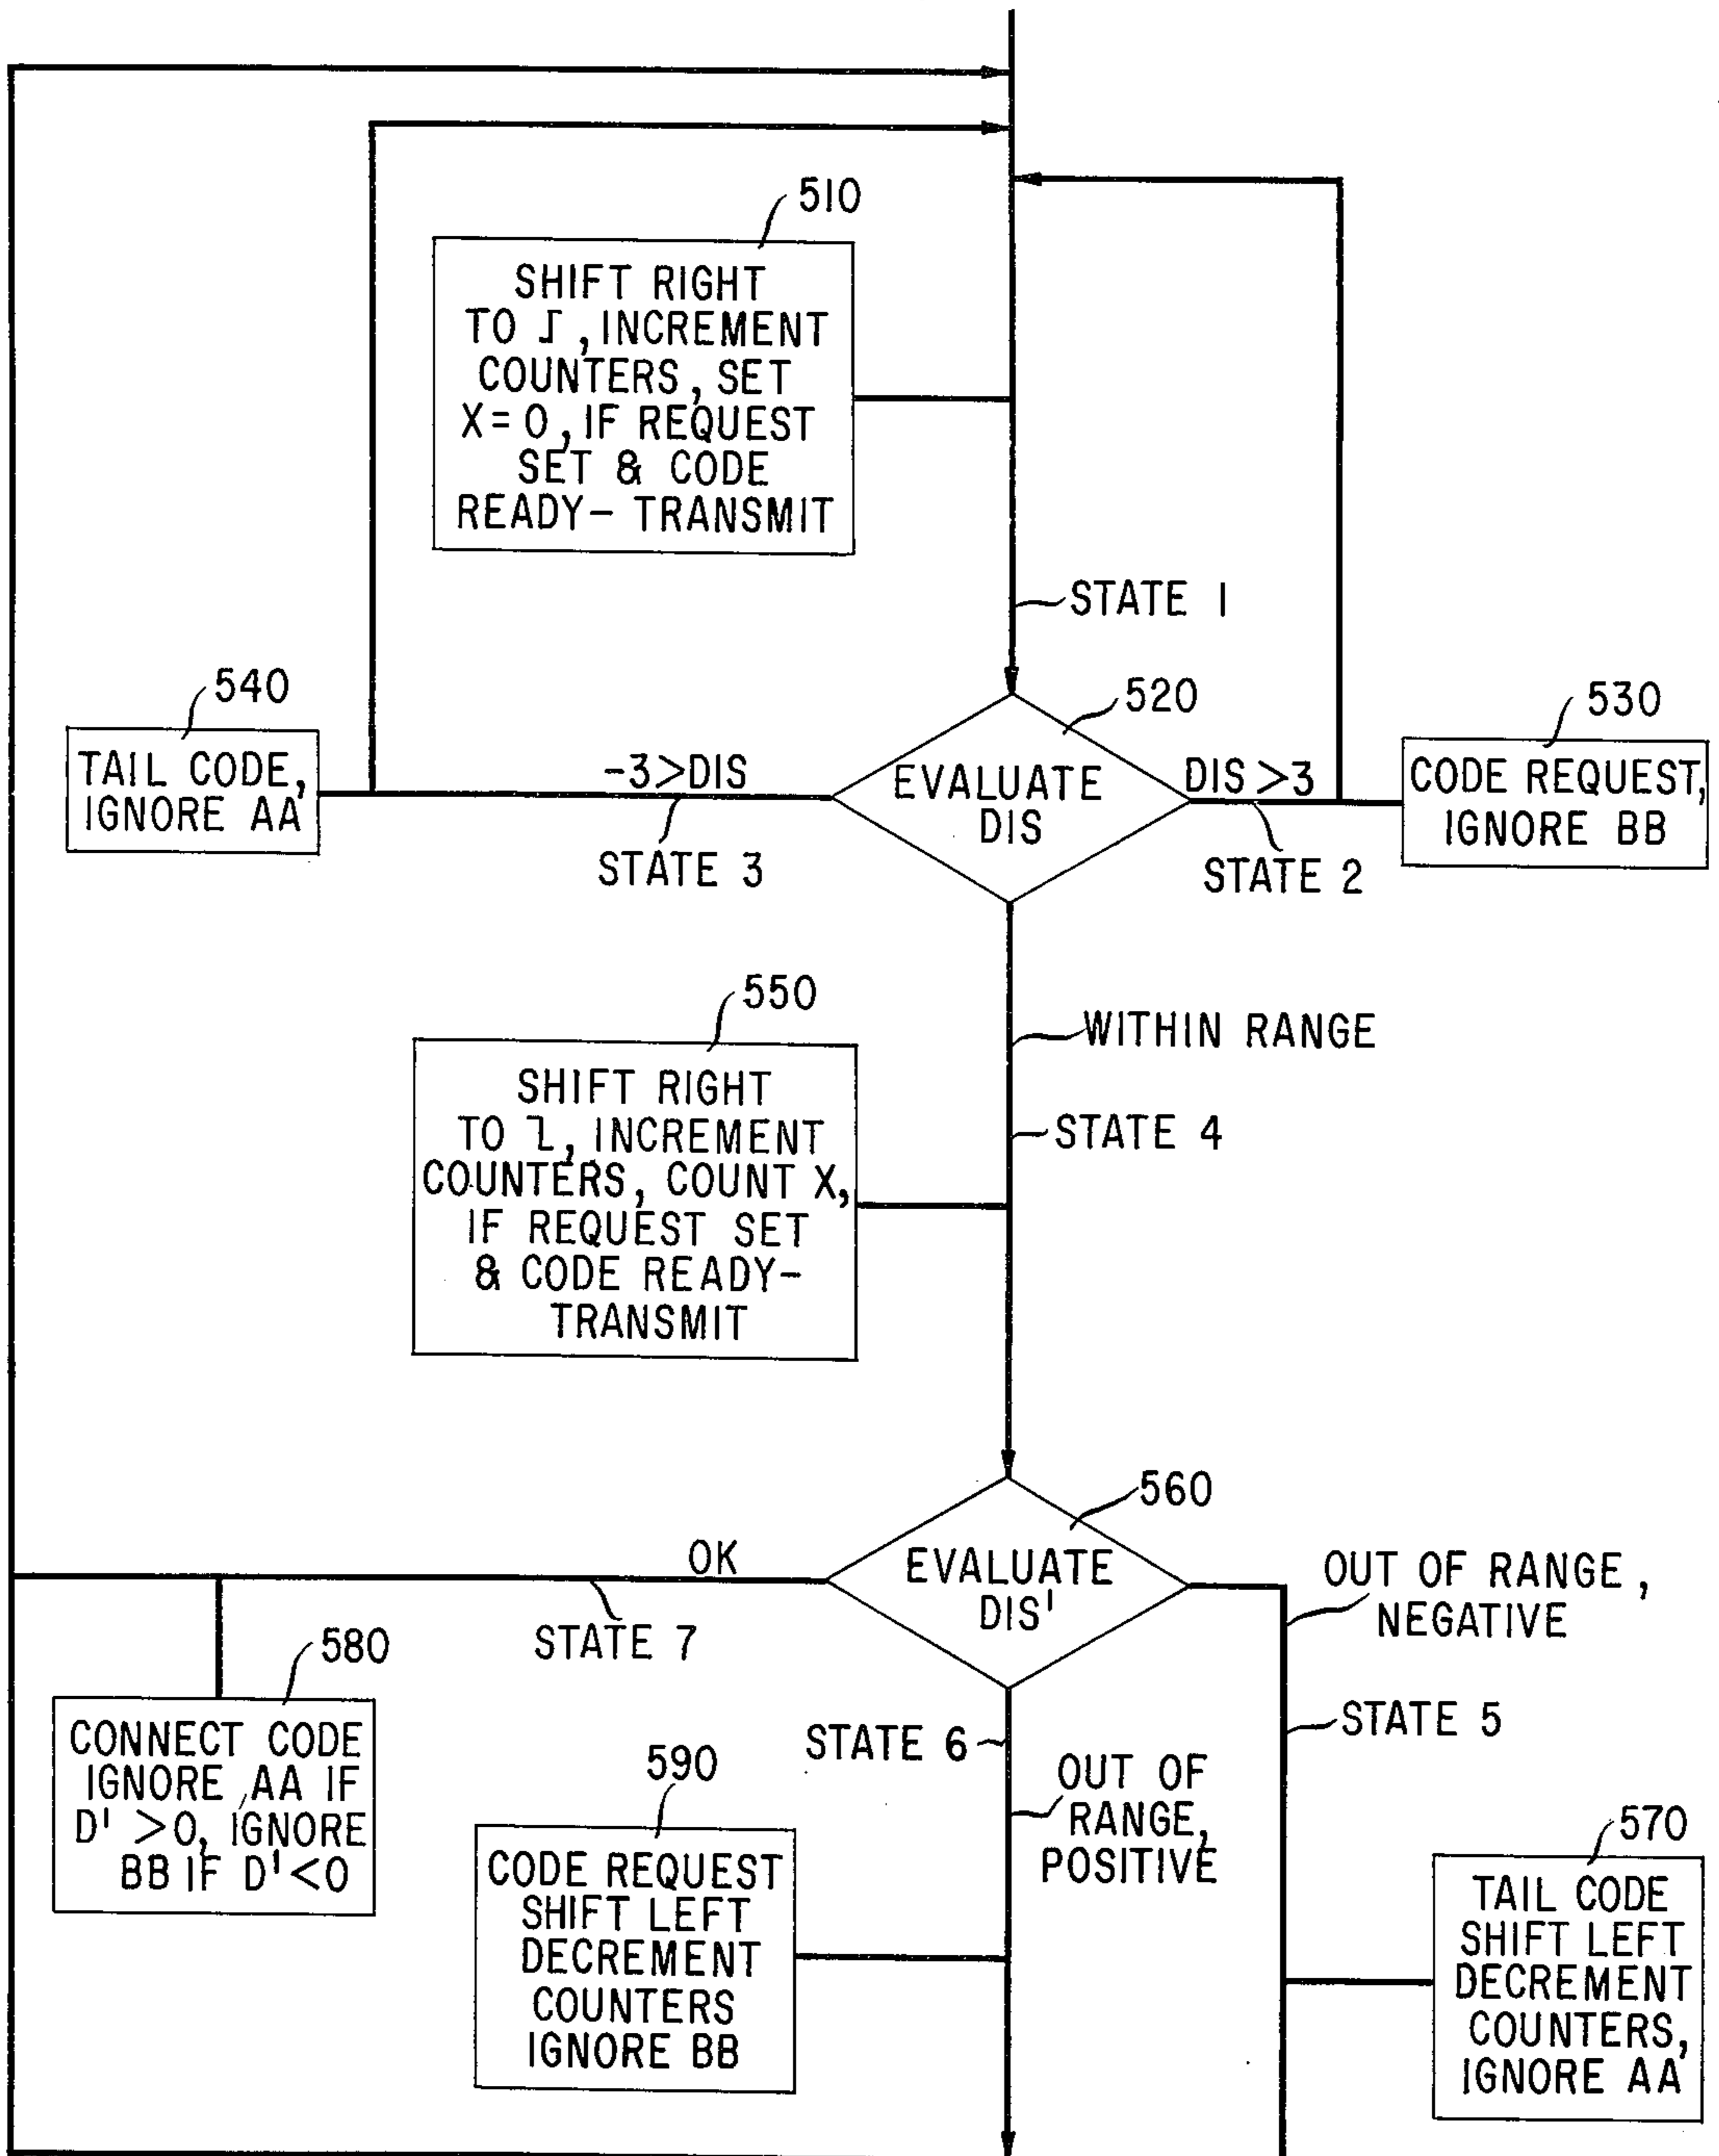 510
SHIFT RIGHT
TO ʃ, INCREMENT
COUNTERS, SET
X=0, IF REQUEST
SET & CODE
READY- TRANSMIT
STATE 1
540
TAIL CODE,
IGNORE AA
-3>DIS
STATE 3
520
EVALUATE
DIS
DIS >3
STATE 2
530
CODE REQUEST,
IGNORE BB
WITHIN RANGE
STATE 4
550
SHIFT RIGHT
TO ʅ, INCREMENT
COUNTERS, COUNT X,
IF REQUEST SET
& CODE READY-
TRANSMIT
560
EVALUATE
DIS'
OK
STATE 7
OUT OF RANGE,
NEGATIVE
STATE 5
580
CONNECT CODE
IGNORE AA IF
D' >0, IGNORE
BB IF D'<0
STATE 6
OUT OF
RANGE,
POSITIVE
590
CODE REQUEST
SHIFT LEFT
DECREMENT
COUNTERS
IGNORE BB
570
TAIL CODE
SHIFT LEFT
DECREMENT
COUNTERS,
IGNORE AA